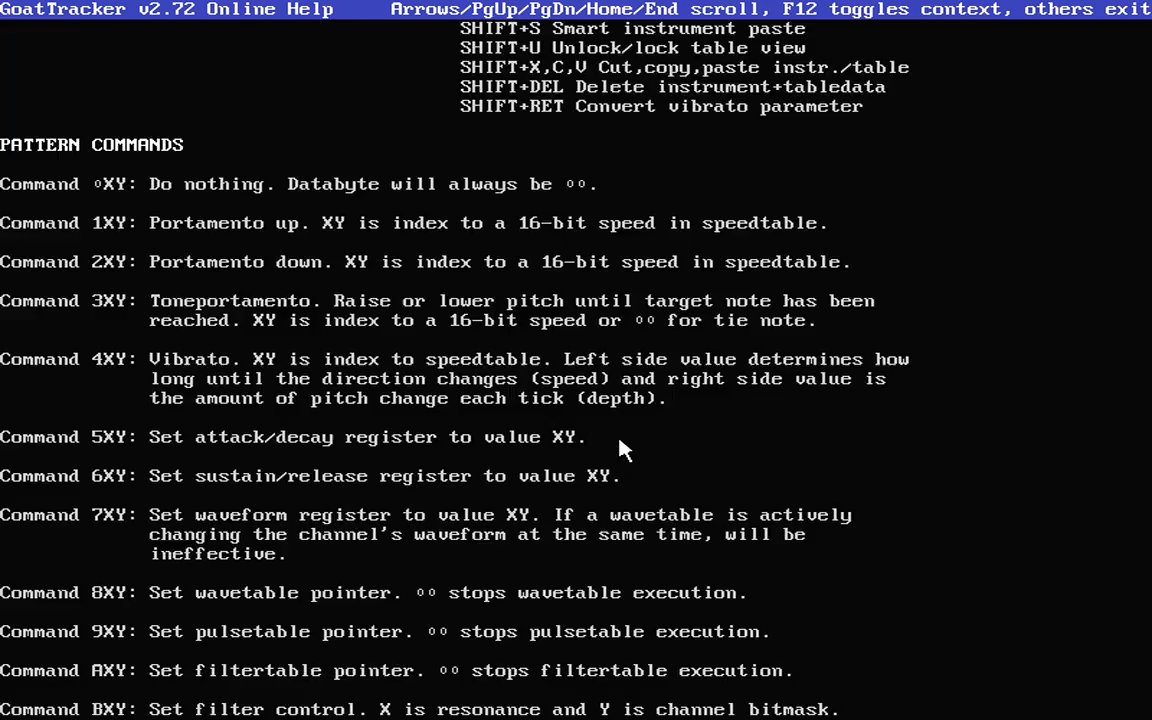 GoatTracker v2.72 Online Help     Arrows/PgUp/PgDn/Home/End scroll, F12 toggles context, others exit
SHIFT+S Smart instrument paste
SHIFT+U Unlock/lock table view
SHIFT+X,C,V Cut,copy,paste instr./table
SHIFT+DEL Delete instrument+tabledata
SHIFT+RET Convert vibrato parameter
PATTERN COMMANDS
Command 0XY: Do nothing. Databyte will always be 00.
Command 1XY: Portamento up. XY is index to a 16-bit speed in speedtable.
Command 2XY: Portamento down. XY is index to a 16-bit speed in speedtable.
Command 3XY: Toneportamento. Raise or lower pitch until target note has been
reached. XY is index to a 16-bit speed or 00 for tie note.
Command 4XY: Vibrato. XY is index to speedtable. Left side value determines how
long until the direction changes (speed) and right side value is
the amount of pitch change each tick (depth).
Command 5XY: Set attack/decay register to value XY.
Command 6XY: Set sustain/release register to value XY.
Command 7XY: Set waveform register to value XY. If a wavetable is actively
changing the channel's waveform at the same time, will be
ineffective.
Command 8XY: Set wavetable pointer. 00 stops wavetable execution.
Command 9XY: Set pulsetable pointer. 00 stops pulsetable execution.
Command AXY: Set filtertable pointer. 00 stops filtertable execution.
Command BXY: Set filter control. X is resonance and Y is channel bitmask.